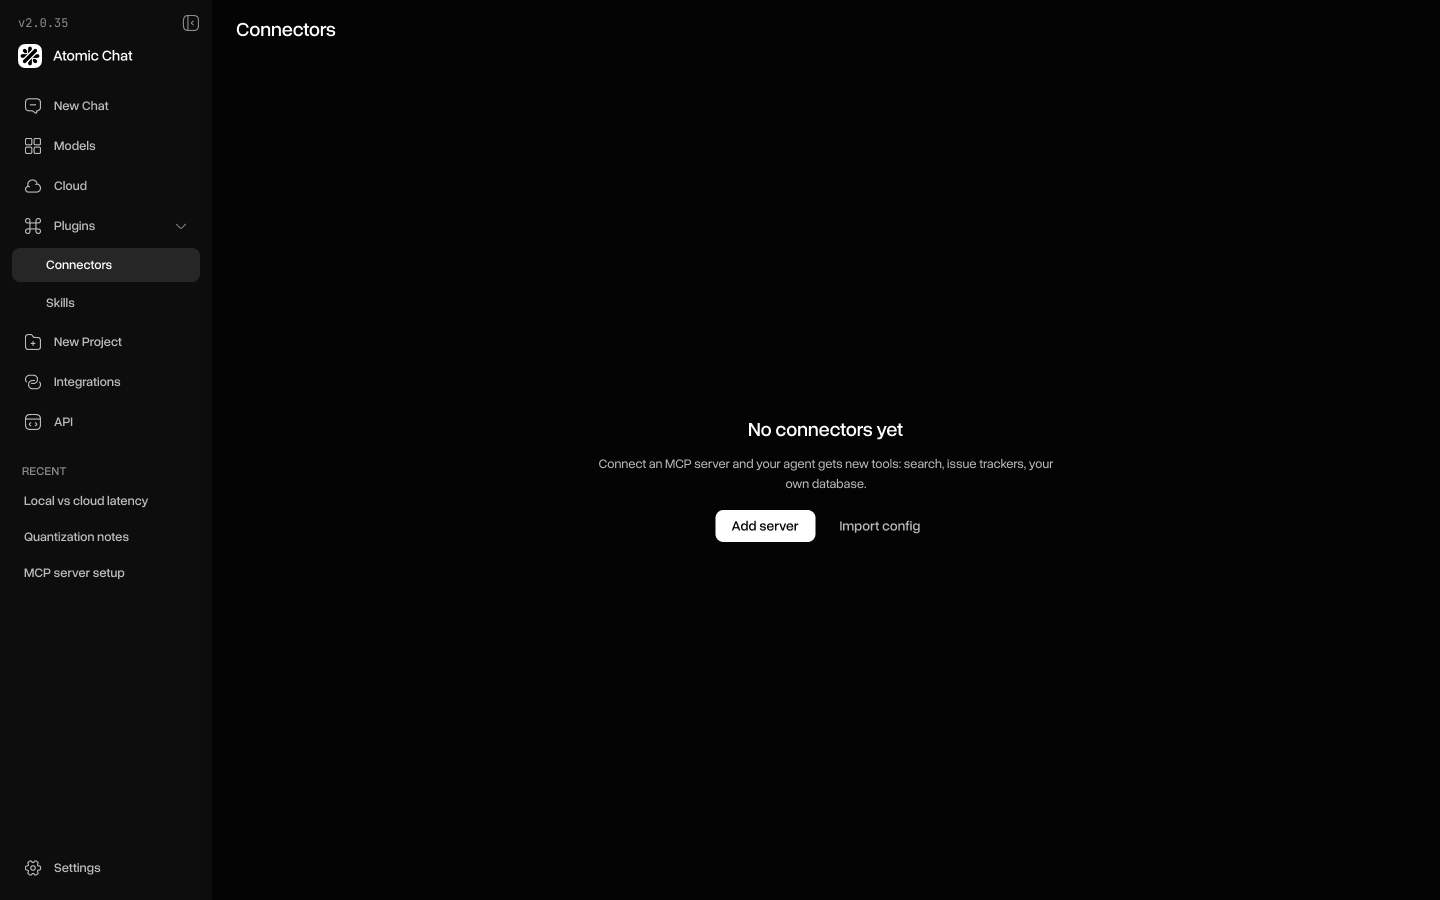 v2.0.35
Atomic Chat
New Chat
Models
Cloud
Plugins
Connectors
Skills
New Project
Integrations
API
RECENT
Local vs cloud latency
Quantization notes
MCP server setup
Settings
Connectors
No connectors yet
Connect an MCP server and your agent gets new tools: search, issue trackers, your
own database.
Add server
Import config